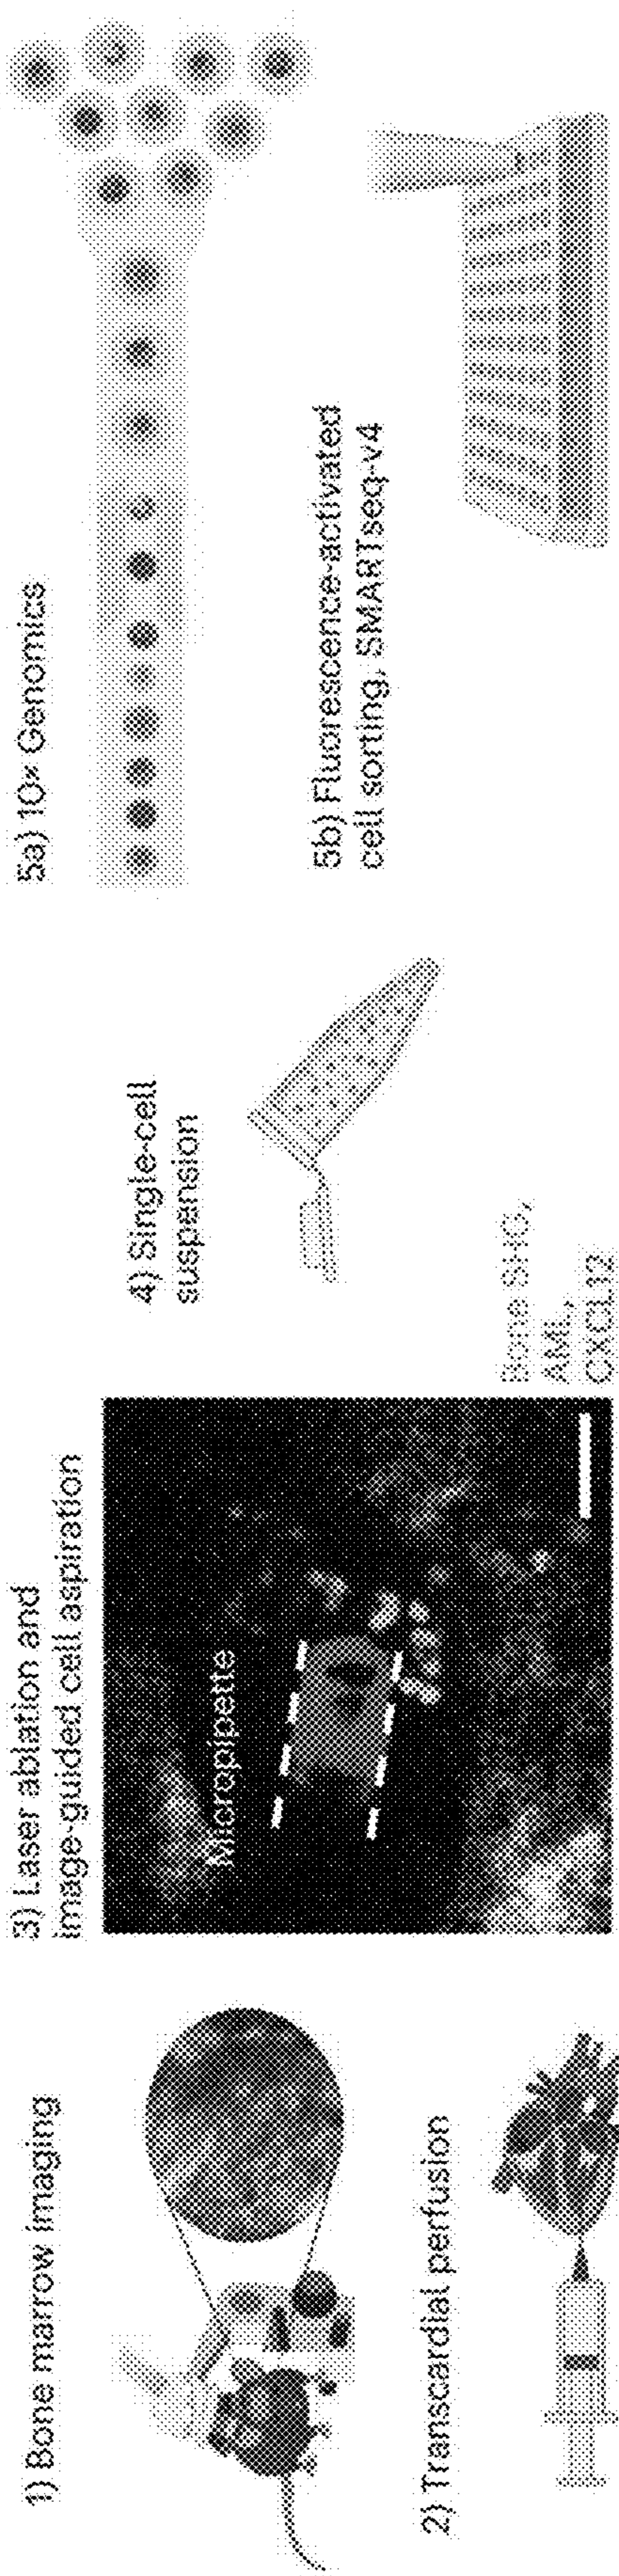 1) Bone marrow imaging
2) Transcardial perfusion
3) Laser ablation and
image-guided cell aspiration
Micropipette
Bone SHG,
AML,
CXCL12
4) Single-cell
suspension
5a) 10x Genomics
5b) Fluorescence-activated
cell sorting, SMARTseq-v4